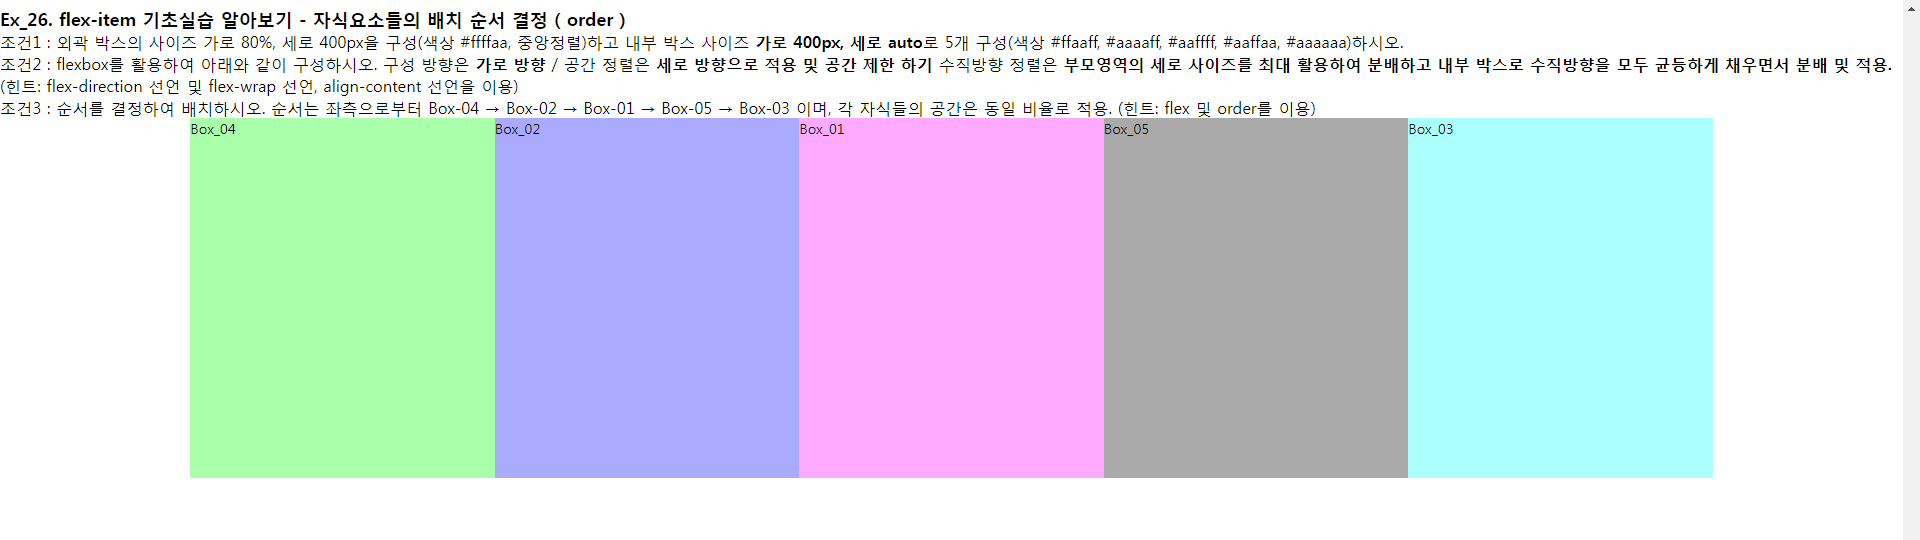 Ex_26. flex-item 기초실습 알아보기 - 자식요소들의 배치 순서 결정 ( order )
조건1 : 외곽 박스의 사이즈 가로 80%, 세로 400px을 구성(색상 #ffffaa, 중앙정렬)하고 내부 박스 사이즈 가로 400px, 세로 auto로 5개 구성(색상 #ffaaff, #aaaaff, #aaffff, #aaffaa, #aaaaaa)하시오.
조건2 : flexbox를 활용하여 아래와 같이 구성하시오. 구성 방향은 가로 방향 / 공간 정렬은 세로 방향으로 적용 및 공간 제한 하기 수직방향 정렬은 부모영역의 세로 사이즈를 최대 활용하여 분배하고 내부 박스로 수직방향을 모두 균등하게 채우면서 분배 및 적용.
(힌트: flex-direction 선언 및 flex-wrap 선언, align-content 선언을 이용)
조건3 : 순서를 결정하여 배치하시오. 순서는 좌측으로부터 Box-04 → Box-02 → Box-01 → Box-05 → Box-03 이며, 각 자식들의 공간은 동일 비율로 적용. (힌트: flex 및 order를 이용)
Box_04 Box_02 Box_01 Box_05 Box_03